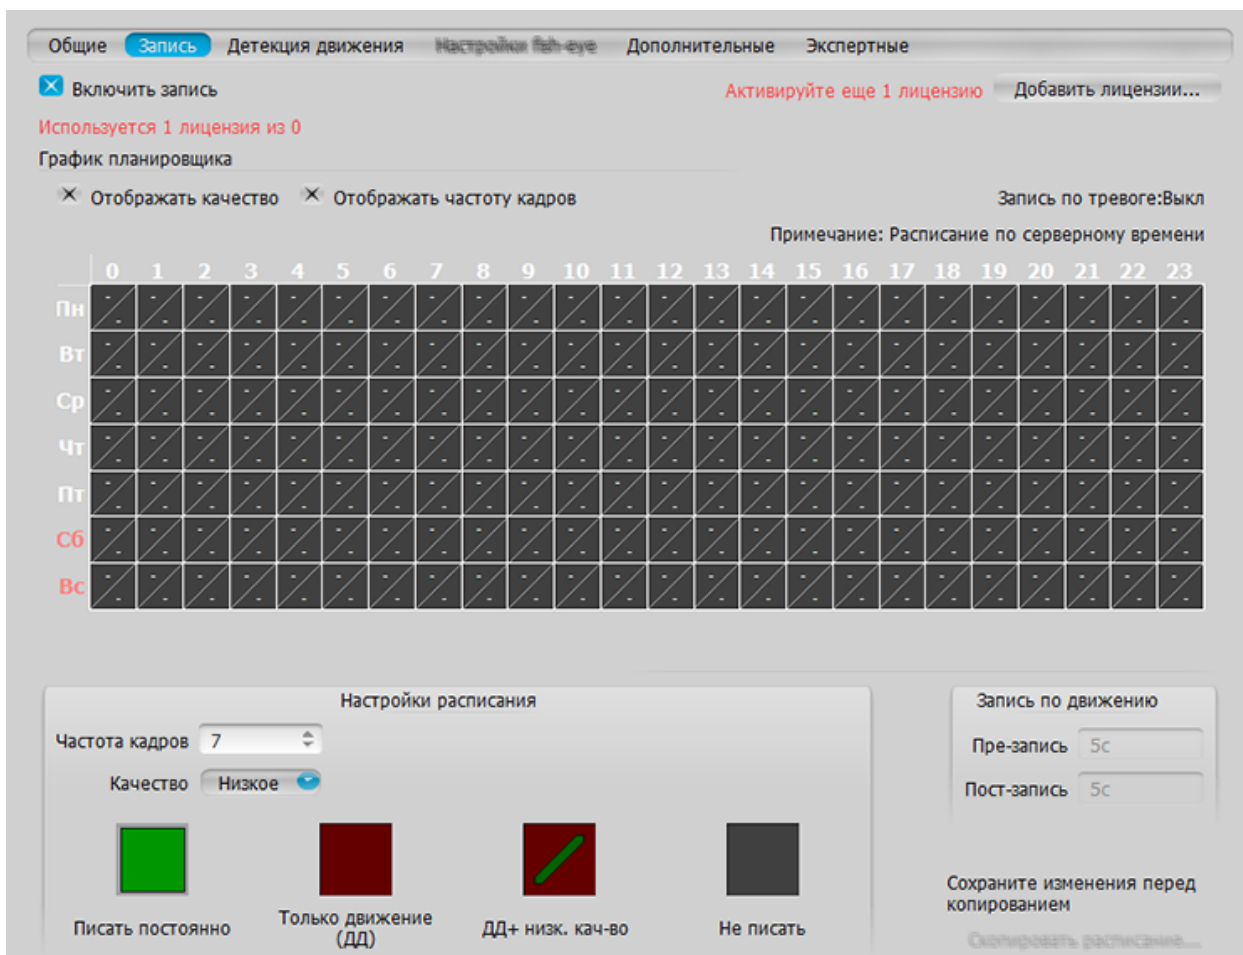 Общие Запись Детекция движения Настройки fish-eye Дополнительные Экспертные
Включить запись Активируйте еще 1 лицензию Добавить лицензии...
Используется 1 лицензия из 0
График планировщика
Отображать качество Отображать частоту кадров Запись по тревоге:Выкл
Примечание: Расписание по серверному времени
0 1 2 3 4 5 6 7 8 9 10 11 12 13 14 15 16 17 18 19 20 21 22 23
Пн
Вт
Ср
Чт
Пт
Сб
Вс
Настройки расписания Запись по движению
Частота кадров 7 Пре-запись 5с
Качество Низкое Пост-запись 5с
Сохраните изменения перед
копированием
Писать постоянно Только движение (ДД) ДД+ низк. кач-во Не писать
Скопировать расписание...